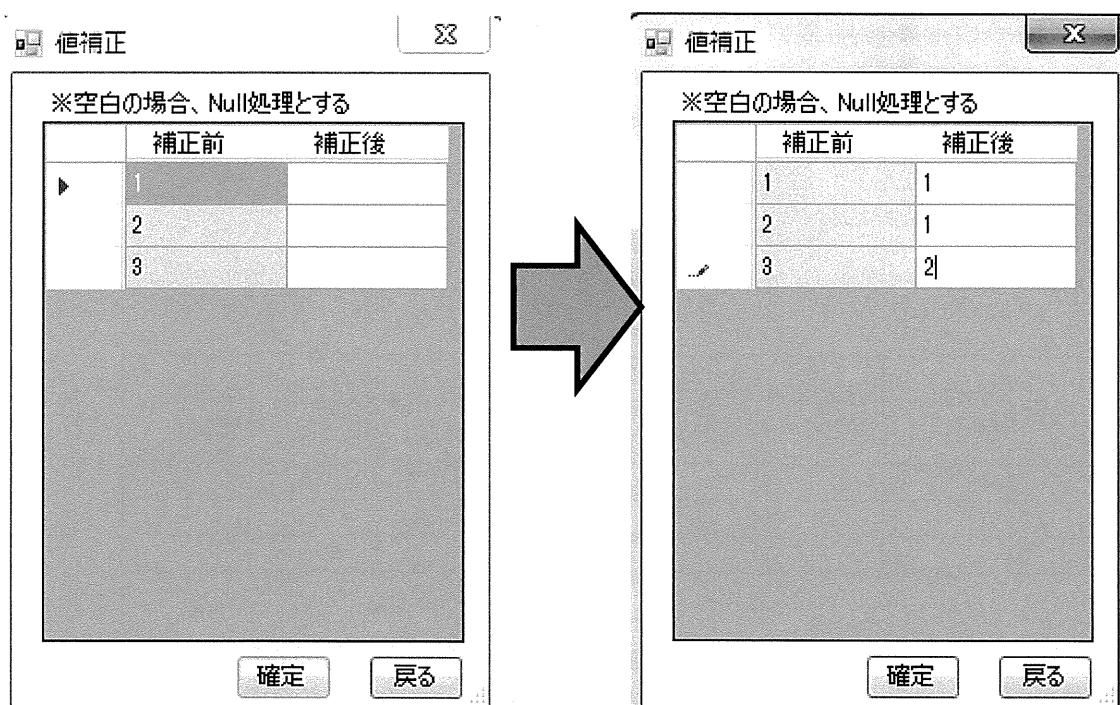 値補正
※空白の場合、Null処理とする
補正前 補正後
1
2
3
確定 戻る
値補正
※空白の場合、Null処理とする
補正前 補正後
1 1
2 1
3 2
確定 戻る